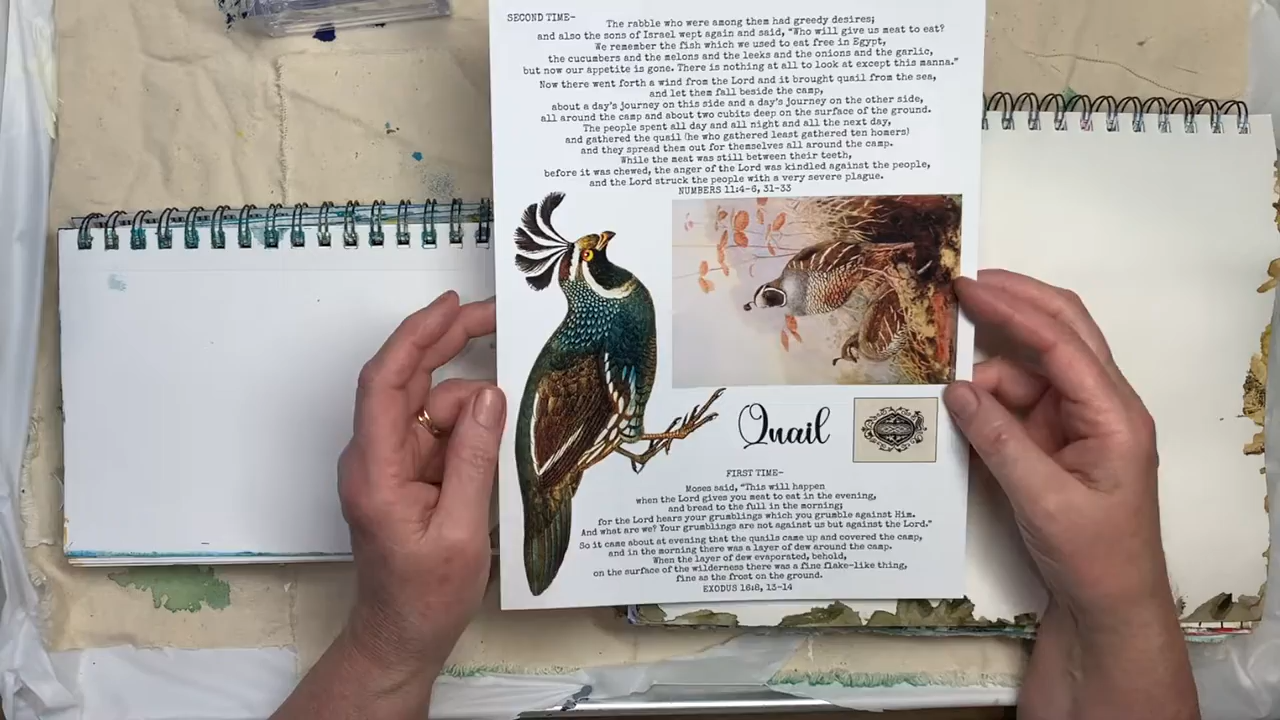 SECOND TIME-
The rabble who were among them had greedy desires;
and also the sons of Israel wept again and said, "Who will give us meat to eat?
We remember the fish which we used to eat free in Egypt,
the cucumbers and the melons and the leeks and the onions and the garlic,
but now our appetite is gone. There is nothing at all to look at except this manna."
Now there went forth a wind from the Lord and it brought quail from the sea,
and let them fall beside the camp,
about a day's journey on this side and a day's journey on the other side,
all around the camp and about two cubits deep on the surface of the ground.
The people spent all day and all night and all the next day,
and gathered the quail (he who gathered least gathered ten homers)
and they spread them out for themselves all around the camp.
While the meat was still between their teeth,
before it was chewed, the anger of the Lord was kindled against the people,
and the Lord struck the people with a very severe plague.
NUMBERS 11:4-6, 31-33
Quail
FIRST TIME-
Moses said, "This will happen
when the Lord gives you meat to eat in the evening,
and bread to the full in the morning;
for the Lord hears your grumblings which you grumble against Him.
And what are we? Your grumblings are not against us but against the Lord."
So it came about at evening that the quails came up and covered the camp,
and in the morning there was a layer of dew around the camp.
When the layer of dew evaporated, behold,
on the surface of the wilderness there was a fine flake-like thing,
fine as the frost on the ground.
EXODUS 16:8, 13-14